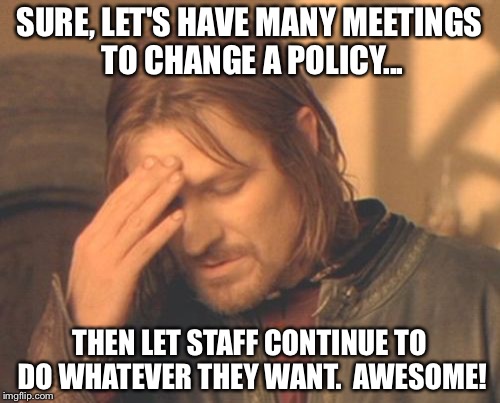 SURE, LET'S HAVE MANY MEETINGS
TO CHANGE A POLICY...
THEN LET STAFF CONTINUE TO
DO WHATEVER THEY WANT.  AWESOME!
imgflip.com